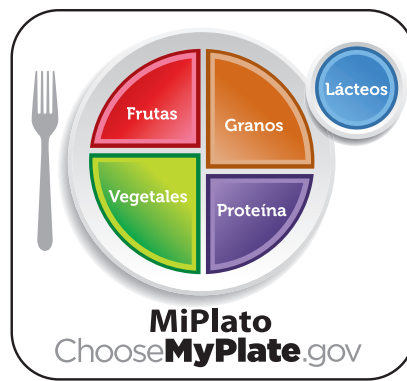 Frutas
Granos
Lácteos
Vegetales
Proteína
MiPlato
ChooseMyPlate.gov